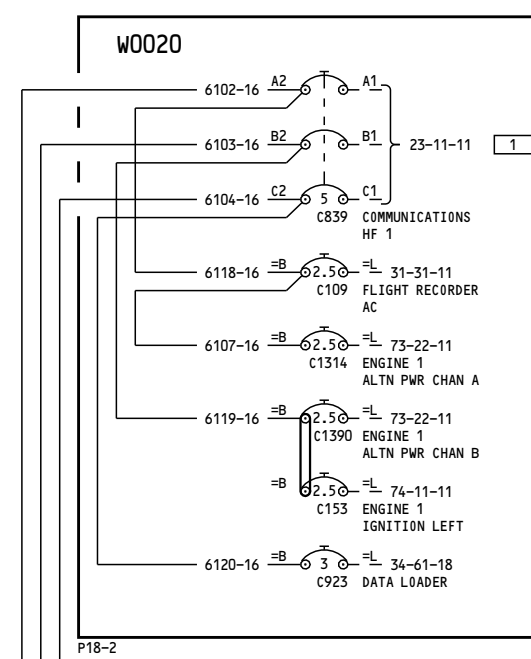 W0020
6102-16 A2 A1
6103-16 B2 B1 23-11-11 1
6104-16 C2 5 C1
C839 COMMUNICATIONS
HF 1
6118-16 =B 2.5 =L 31-31-11
C109 FLIGHT RECORDER
AC
6107-16 =B 2.5 =L 73-22-11
C1314 ENGINE 1
ALTN PWR CHAN A
6119-16 =B 2.5 =L 73-22-11
C1390 ENGINE 1
ALTN PWR CHAN B
=B 2.5 =L 74-11-11
C153 ENGINE 1
IGNITION LEFT
6120-16 =B 3 =L 34-61-18
C923 DATA LOADER
P18-2